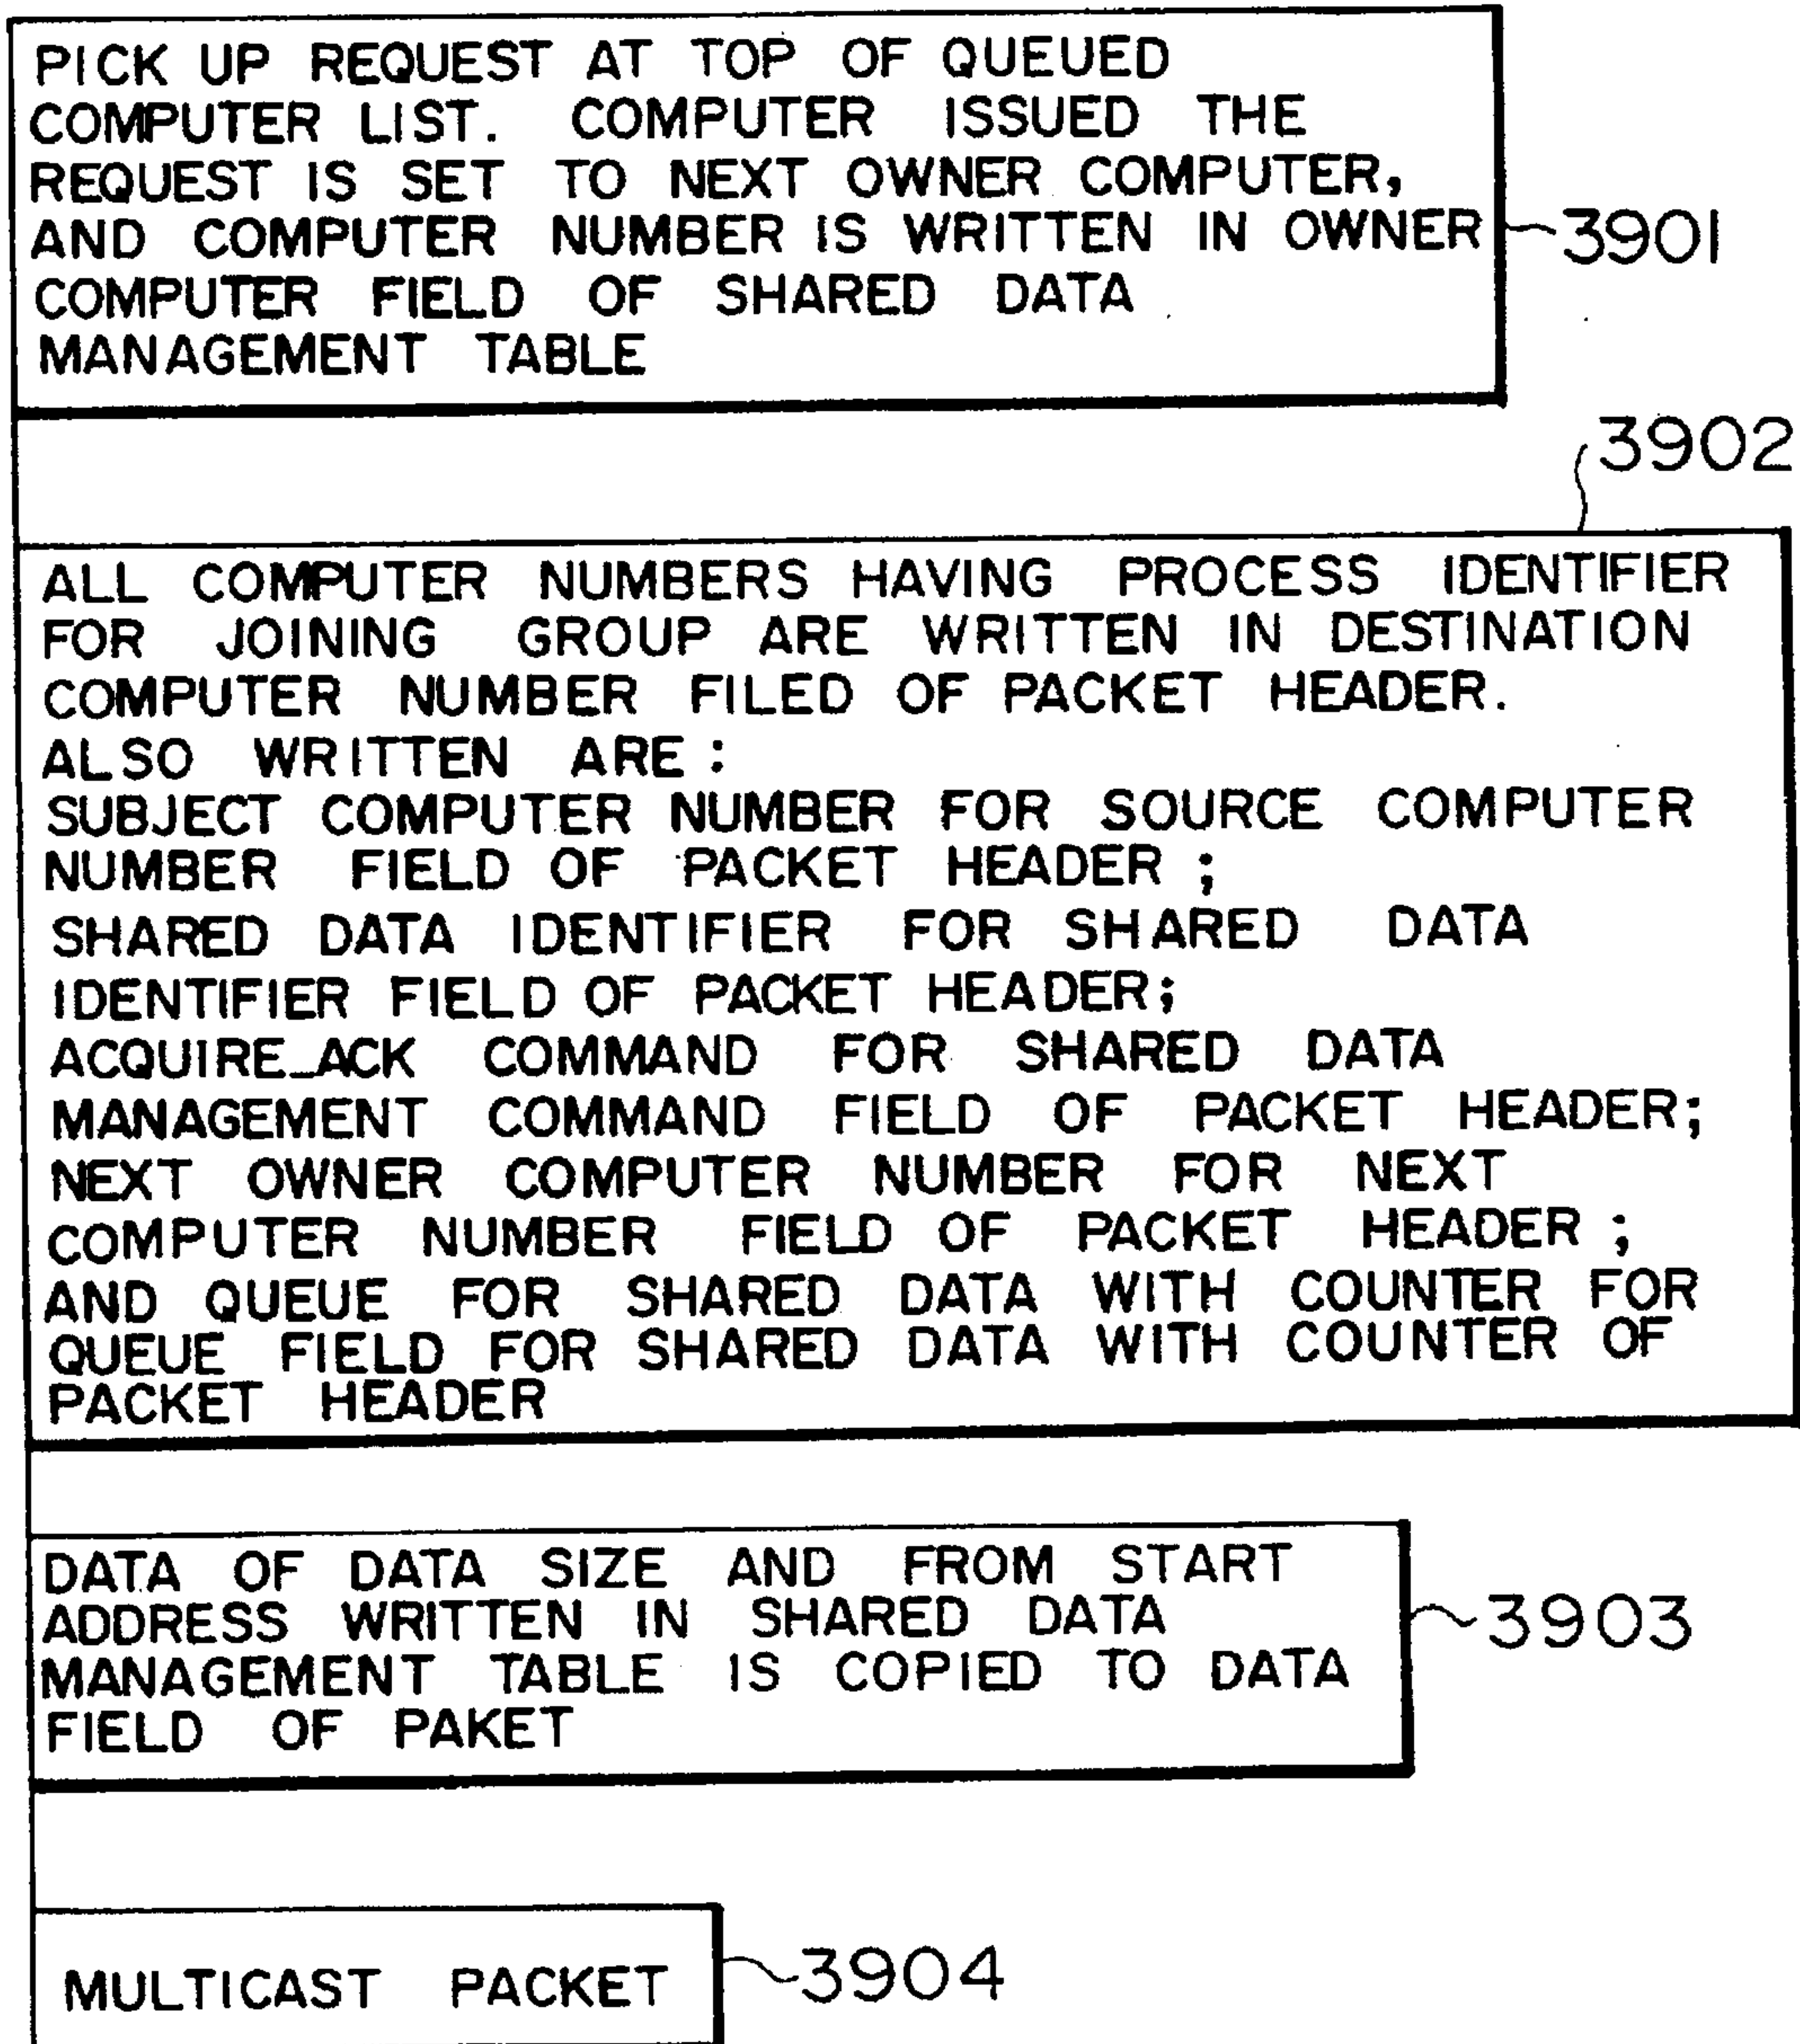 PICK UP REQUEST AT TOP OF QUEUED
COMPUTER LIST. COMPUTER ISSUED THE
REQUEST IS SET TO NEXT OWNER COMPUTER,
AND COMPUTER NUMBER IS WRITTEN IN OWNER
COMPUTER FIELD OF SHARED DATA
MANAGEMENT TABLE
3901
3902
ALL COMPUTER NUMBERS HAVING PROCESS IDENTIFIER
FOR JOINING GROUP ARE WRITTEN IN DESTINATION
COMPUTER NUMBER FILED OF PACKET HEADER.
ALSO WRITTEN ARE :
SUBJECT COMPUTER NUMBER FOR SOURCE COMPUTER
NUMBER FIELD OF PACKET HEADER ;
SHARED DATA IDENTIFIER FOR SHARED DATA
IDENTIFIER FIELD OF PACKET HEADER;
ACQUIRE_ACK COMMAND FOR SHARED DATA
MANAGEMENT COMMAND FIELD OF PACKET HEADER;
NEXT OWNER COMPUTER NUMBER FOR NEXT
COMPUTER NUMBER FIELD OF PACKET HEADER ;
AND QUEUE FOR SHARED DATA WITH COUNTER FOR
QUEUE FIELD FOR SHARED DATA WITH COUNTER OF
PACKET HEADER
DATA OF DATA SIZE AND FROM START
ADDRESS WRITTEN IN SHARED DATA
MANAGEMENT TABLE IS COPIED TO DATA
FIELD OF PAKET
3903
MULTICAST PACKET
3904